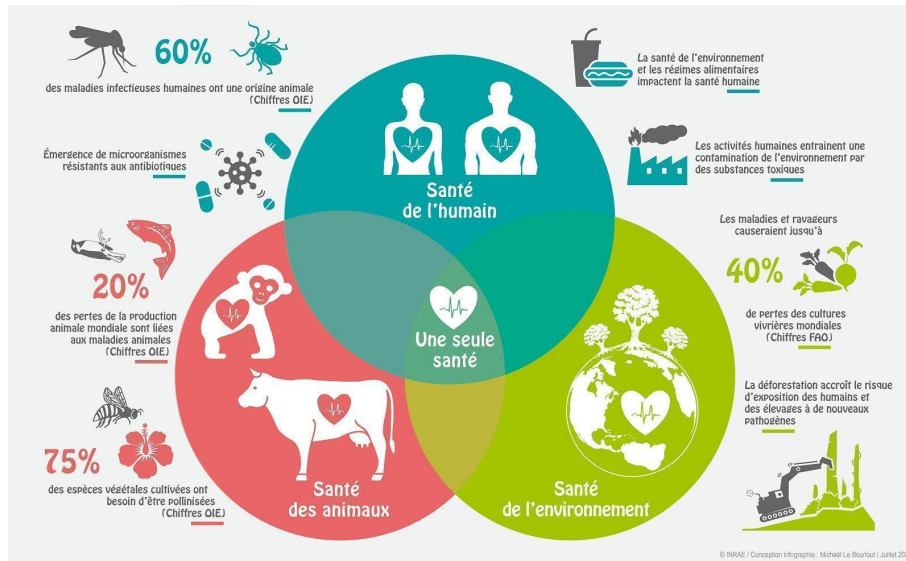 60%
des maladies infectieuses humaines ont une origine animale
(Chiffres OIE)
Émergence de microorganismes
résistants aux antibiotiques
20%
des pertes de la production
animale mondiale sont liées
aux maladies animales
(Chiffres OIE)
75%
des espèces végétales cultivées ont
besoin d'être pollinisées
(Chiffres OIE)
Santé
de l'humain
Une seule
santé
Santé
des animaux
Santé
de l'environnement
La santé de l'environnement
et les régimes alimentaires
impactent la santé humaine
Les activités humaines entrainent une
contamination de l'environnement par
des substances toxiques
Les maladies et ravageurs
causeraient jusqu'à
40%
de pertes des cultures
vivrières mondiales
(Chiffres FAO)
La déforestation accroît le risque
d'exposition des humains et
des élevages à de nouveaux
pathogènes
© INRAE / Conception infographie : Michaël Le Bourlout / Juillet